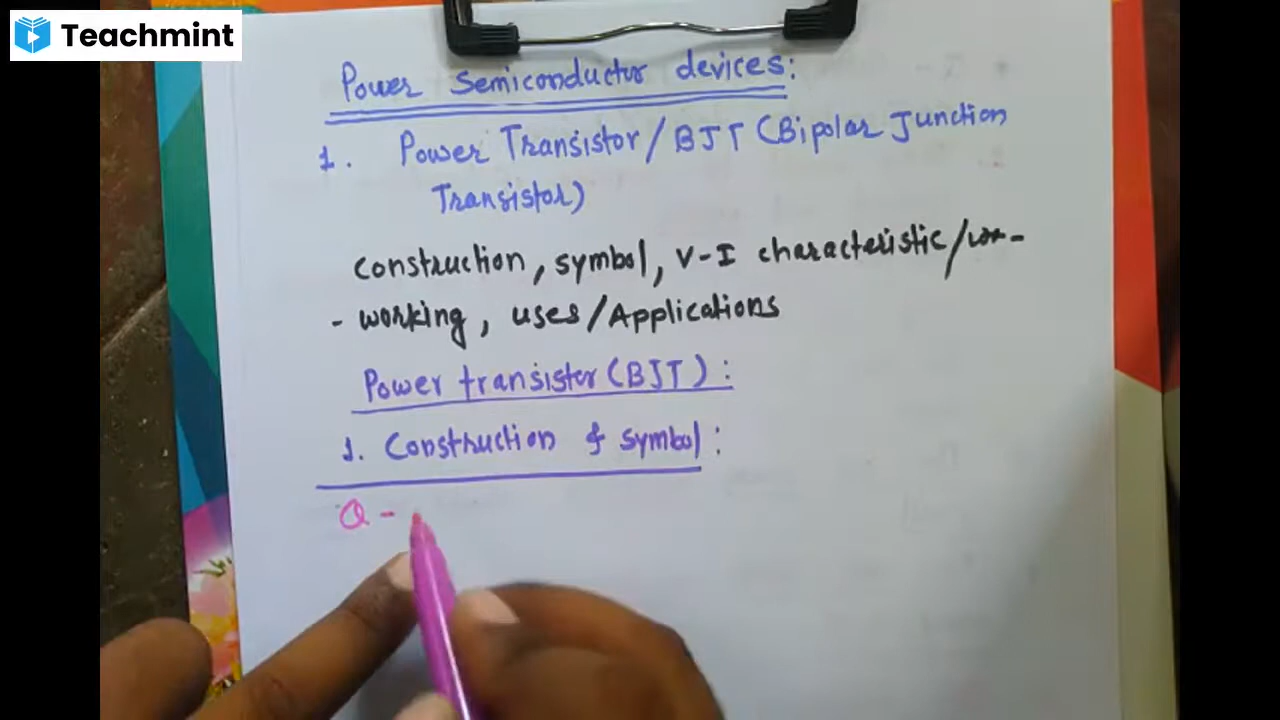 Teachmint
Power Semiconductor devices:
1. Power Transistor/BJT (Bipolar Junction
Transistor)
construction, symbol, V-I characteristic/wor-
- working, uses/Applications
Power transistor (BJT):
1. Construction & symbol:
Q -